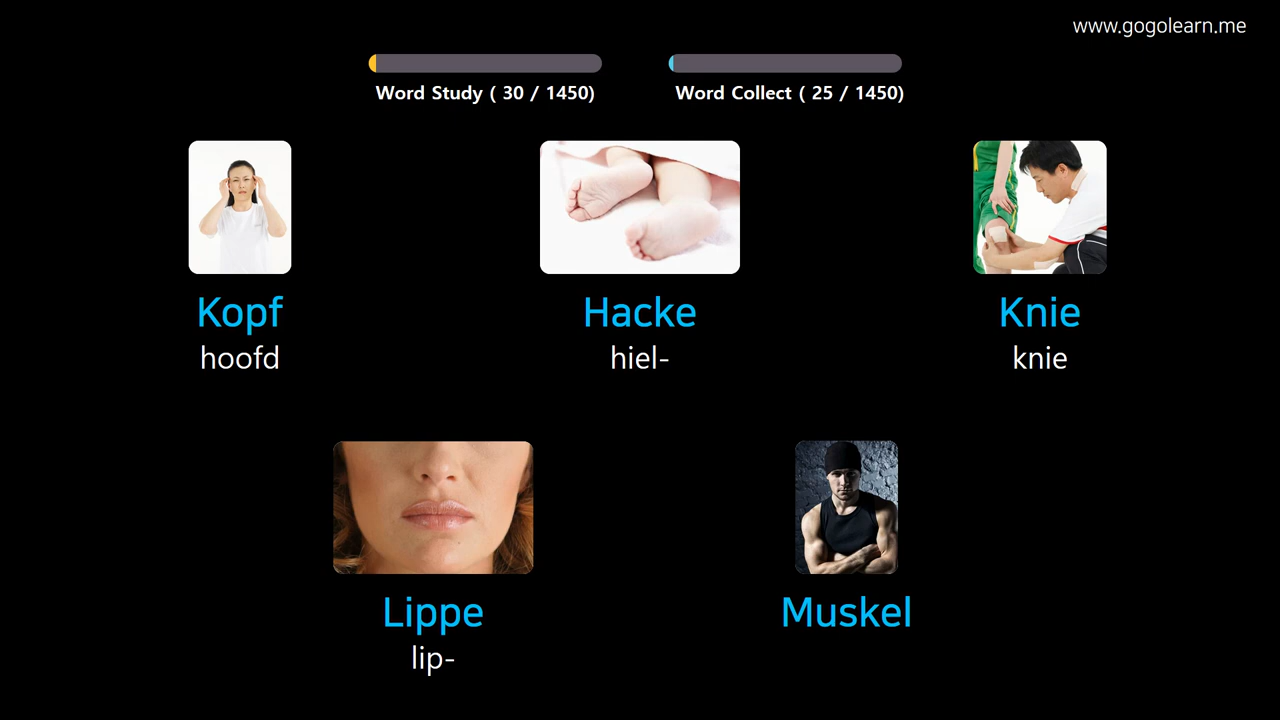 www.gogolearn.me
Word Study ( 30 / 1450)
Word Collect ( 25 / 1450)
Kopf
hoofd
Hacke
hiel-
Knie
knie
Lippe
lip-
Muskel